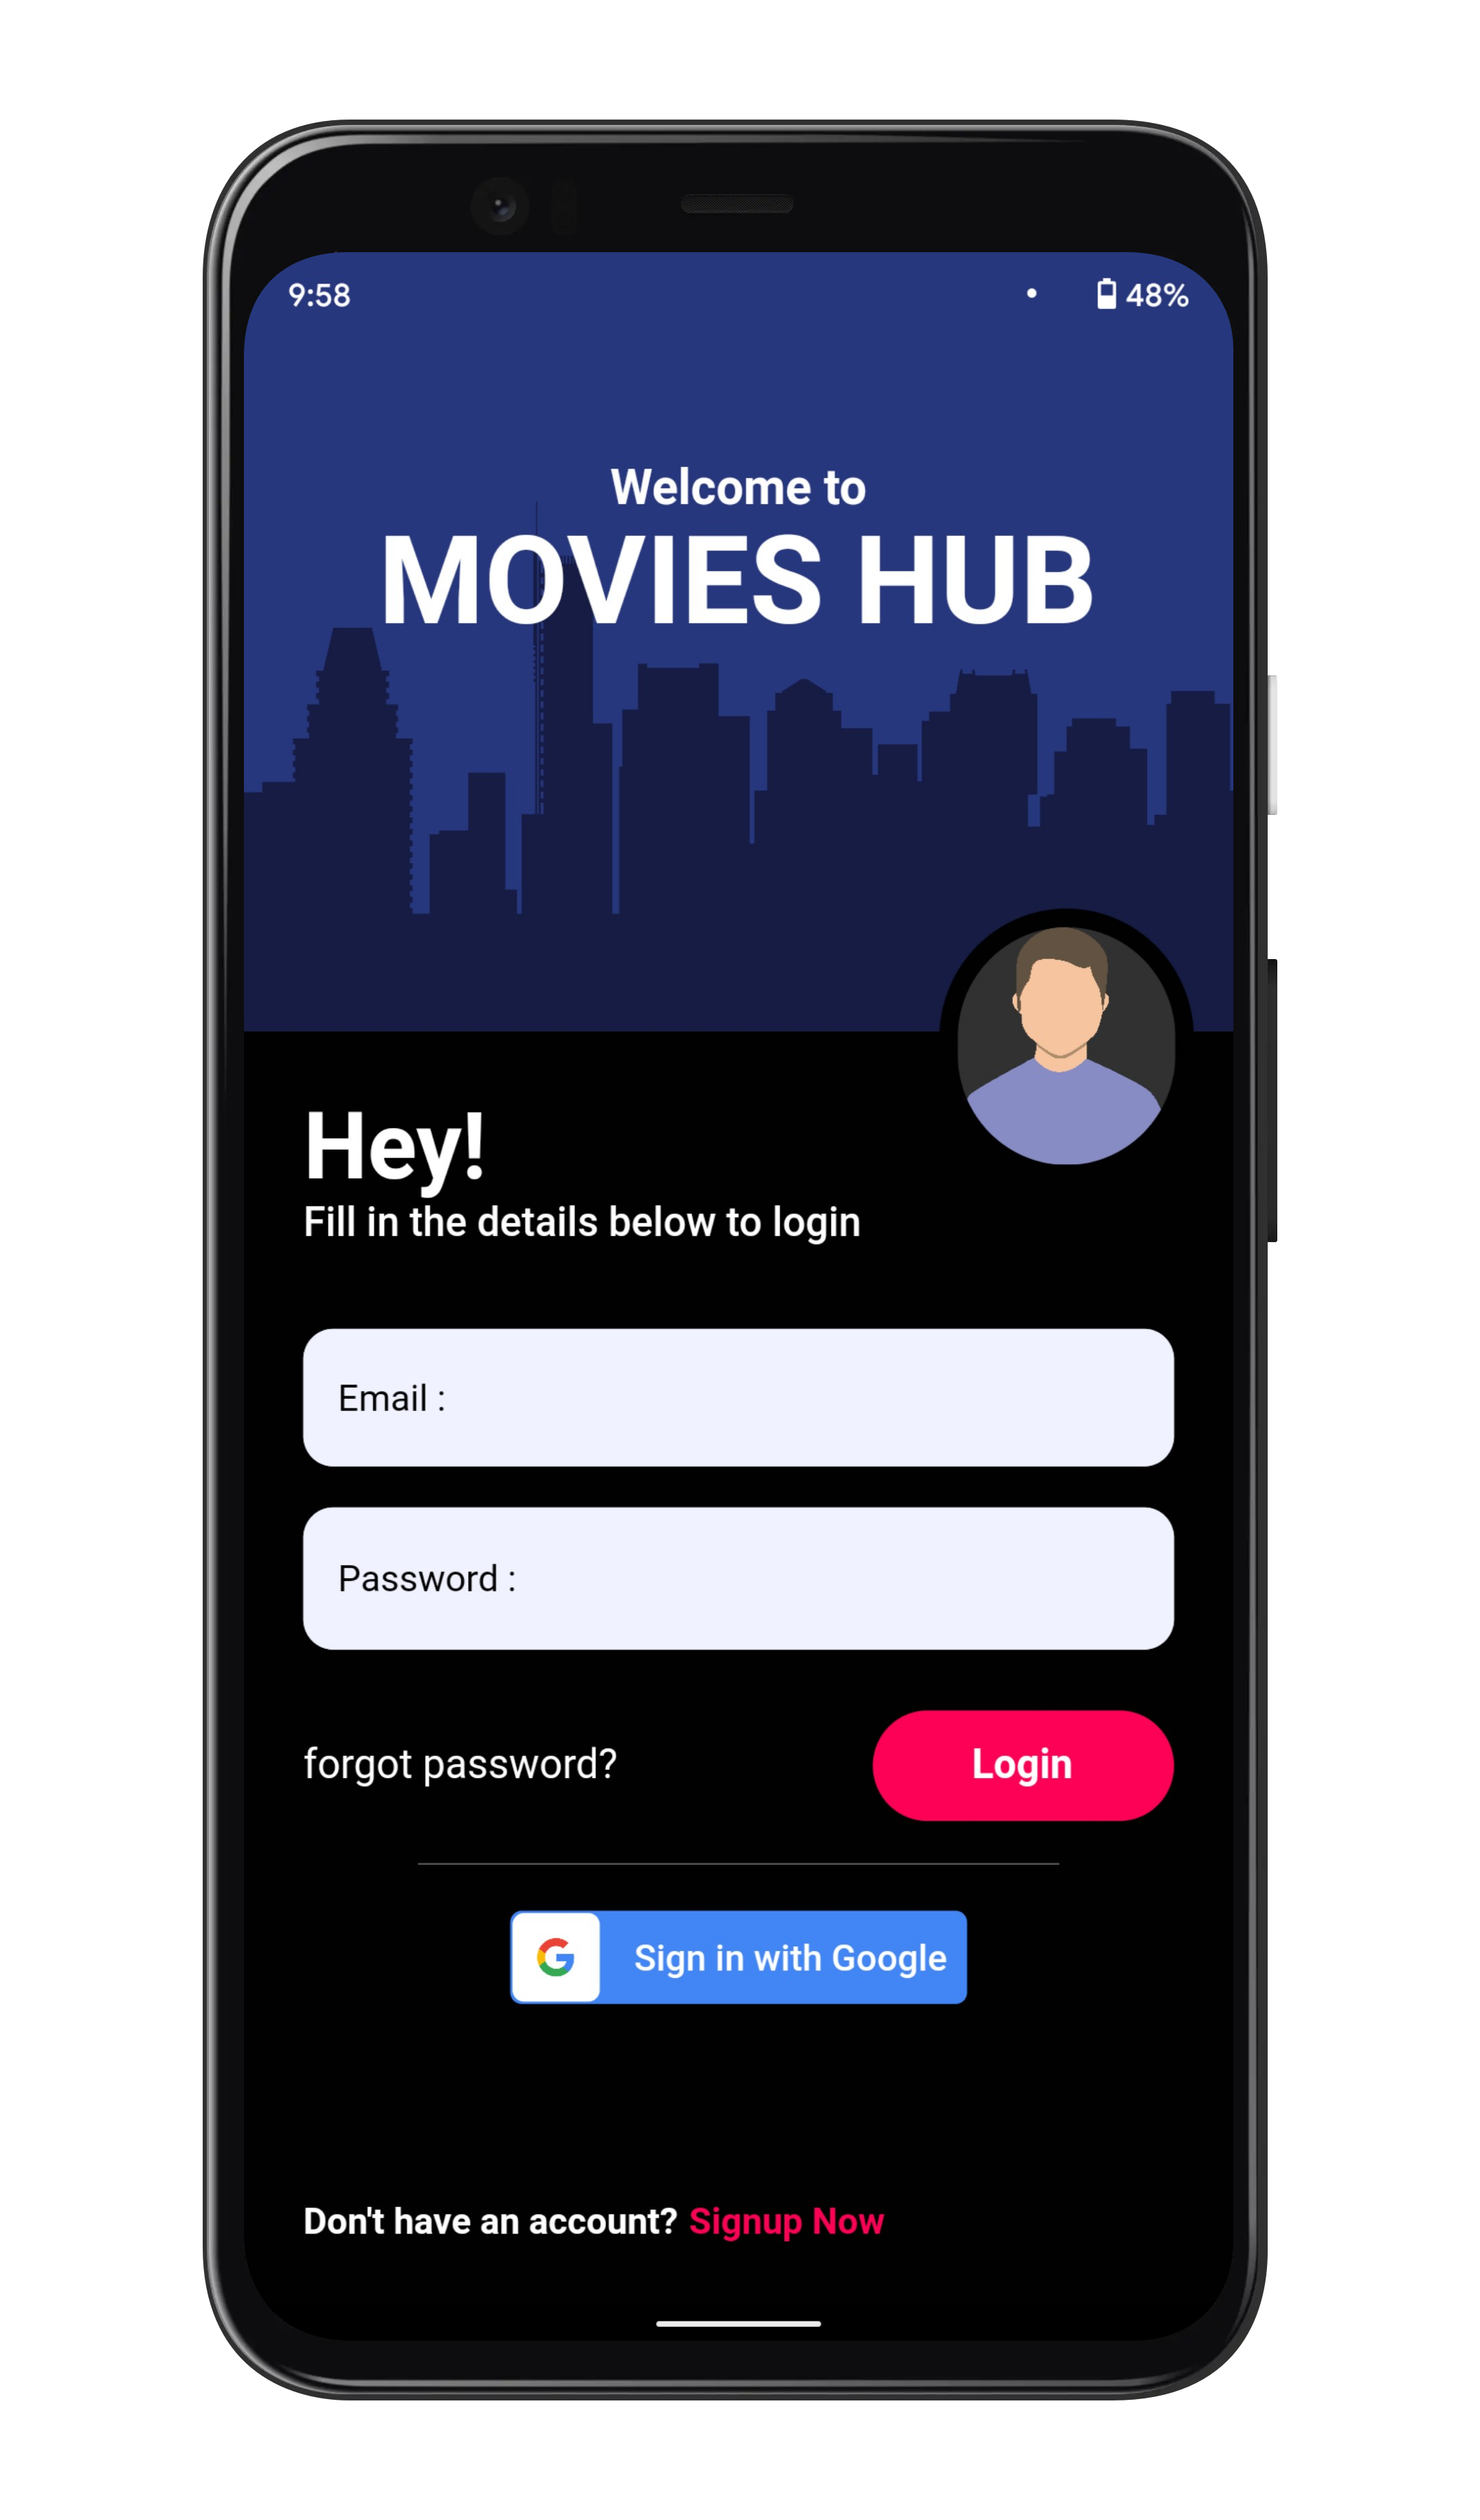 9:58 48%
Welcome to
MOVIES HUB
Hey!
Fill in the details below to login
Email :
Password :
forgot password? Login
Sign in with Google
Don't have an account? Signup Now